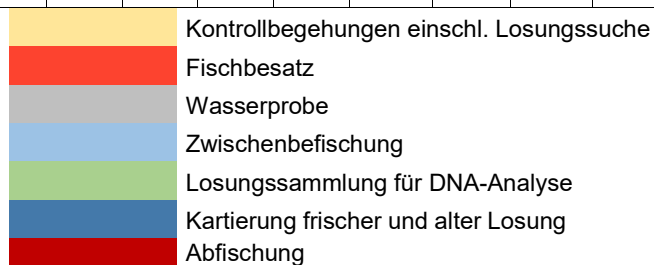 Kontrollbegehungen einschl. Losungssuche
Fischbesatz
Wasserprobe
Zwischenbefischung
Losungssammlung für DNA-Analyse
Kartierung frischer und alter Losung
Abfischung